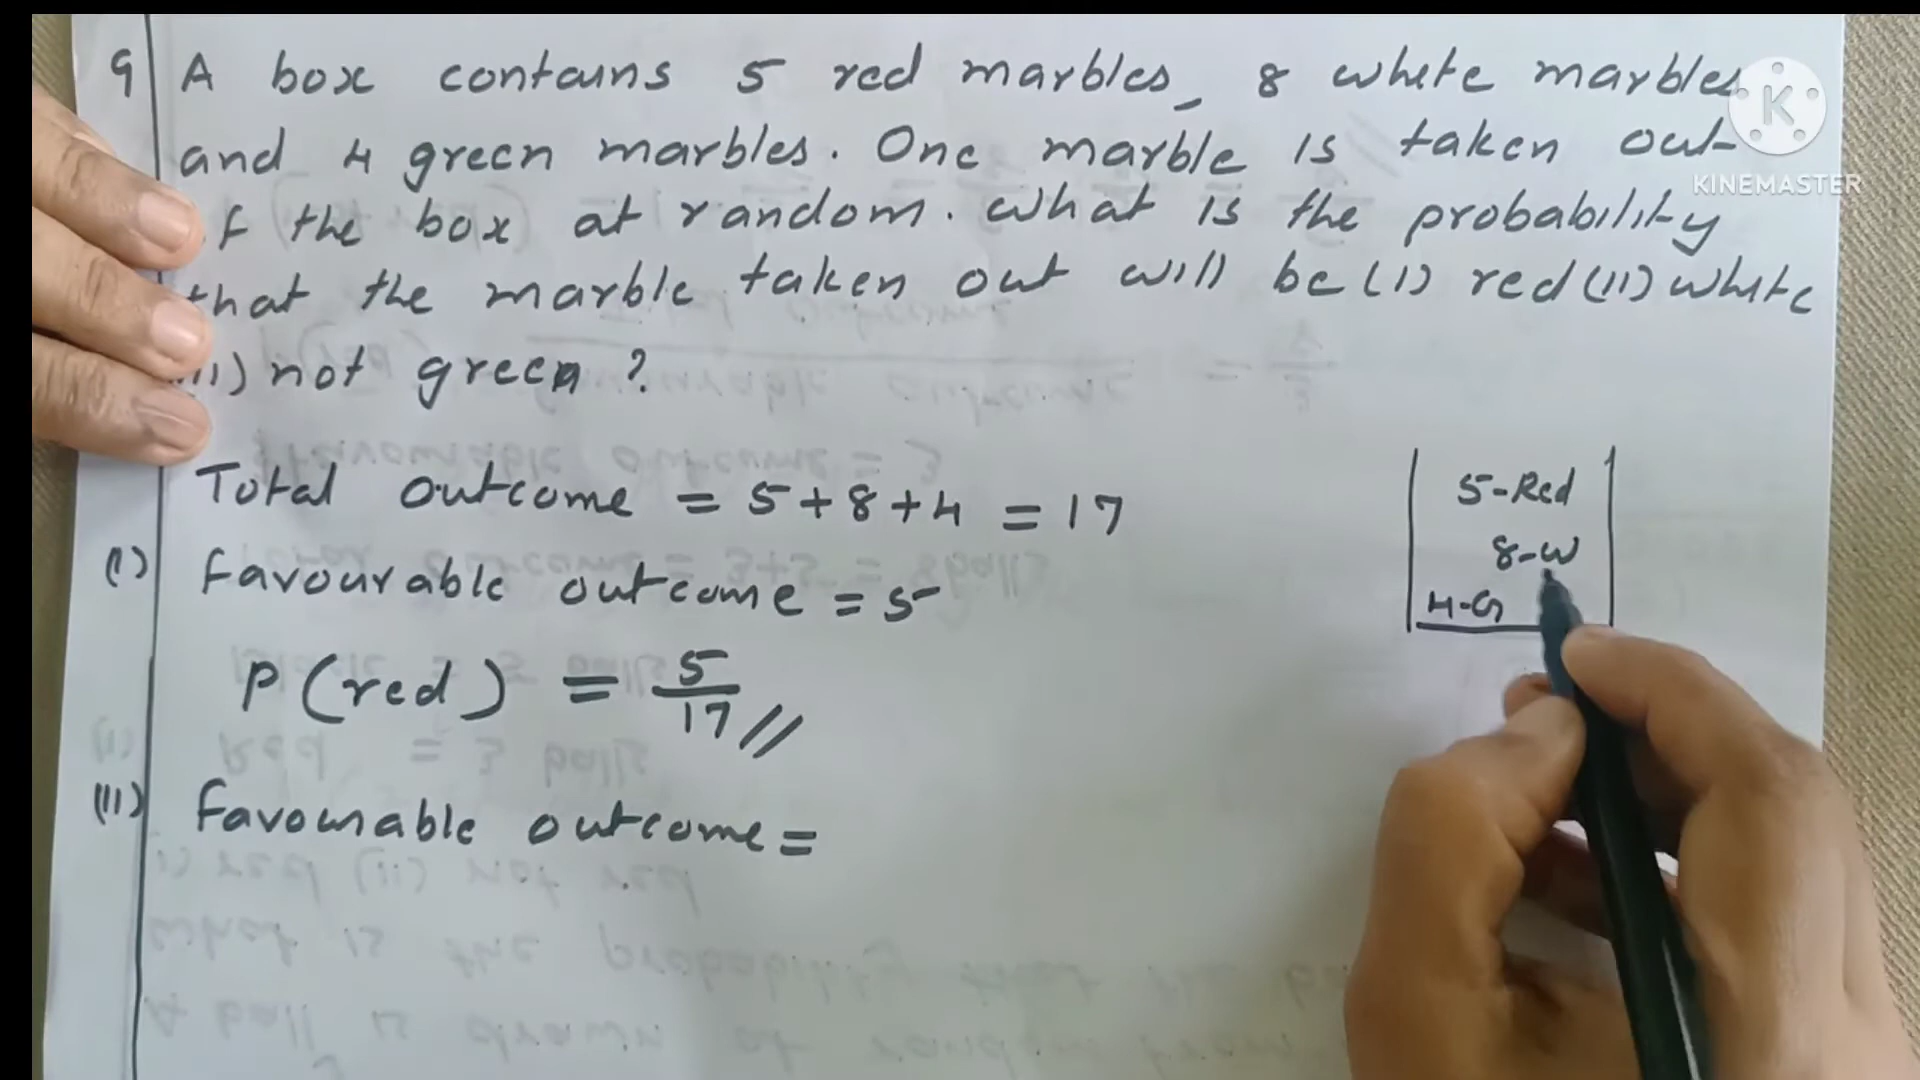 9 A box contains 5 red marbles, 8 white marbles
and 4 green marbles. One marble is taken out
f the box at random. What is the probability
that the marble taken out will be (i) red (ii) white
ii) not green ?
Total outcome = 5+8+4 = 17
(i) Favourable outcome = 5
P(red) = 5/17 //
(ii) Favourable outcome =
5-Red
8-W
4-G
K
KINEMASTER